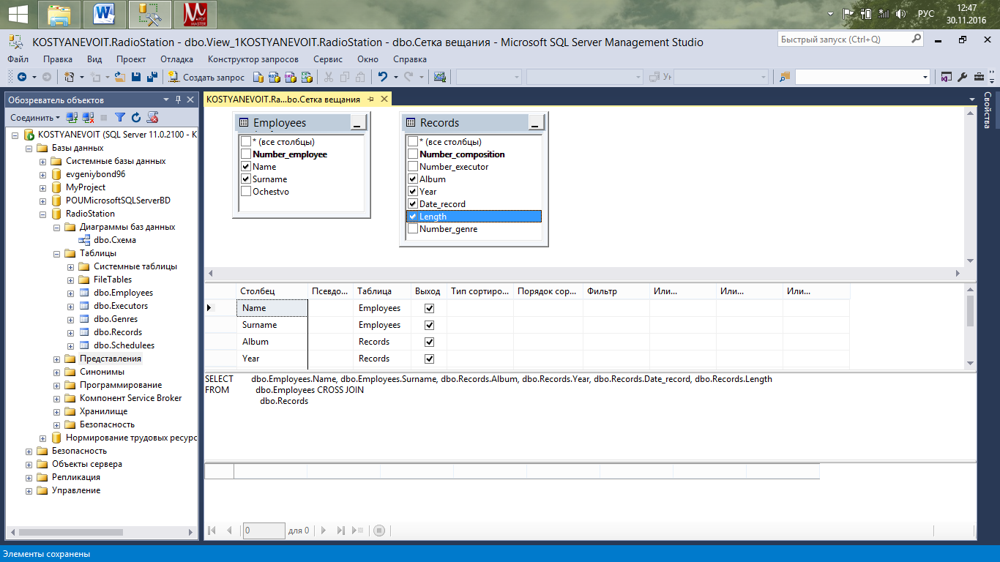 РУС
12:47
30.11.2016
KOSTYANEVOIT.RadioStation - dbo.View_1KOSTYANEVOIT.RadioStation - dbo.Сетка вещания - Microsoft SQL Server Management Studio
Быстрый запуск (Ctrl+Q)
Файл Правка Вид Проект Отладка Конструктор запросов Сервис Окно Справка
Создать запрос
Обозреватель объектов
Соединить
KOSTYANEVOIT (SQL Server 11.0.2100 - K
Базы данных
Системные базы данных
evgeniybond96
MyProject
POUMicrosoftSQLServerBD
RadioStation
Диаграммы баз данных
dbo.Схема
Таблицы
Системные таблицы
FileTables
dbo.Employees
dbo.Executors
dbo.Genres
dbo.Records
dbo.Schedulees
Представления
Синонимы
Программирование
Компонент Service Broker
Хранилище
Безопасность
Нормирование трудовых ресурс
Безопасность
Объекты сервера
Репликация
Управление
KOSTYANEVOIT.Ra...bo.Сетка вещания
Employees
* (все столбцы)
Number_employee
Name
Surname
Ochestvo
Records
* (все столбцы)
Number_composition
Number_executor
Album
Year
Date_record
Length
Number_genre
Столбец Псевдо... Таблица Выход Тип сортиро... Порядок сор... Фильтр Или... Или... Или...
Name Employees
Surname Employees
Album Records
Year Records
SELECT dbo.Employees.Name, dbo.Employees.Surname, dbo.Records.Album, dbo.Records.Year, dbo.Records.Date_record, dbo.Records.Length
FROM dbo.Employees CROSS JOIN
dbo.Records
0 для 0
Свойства
Элементы сохранены